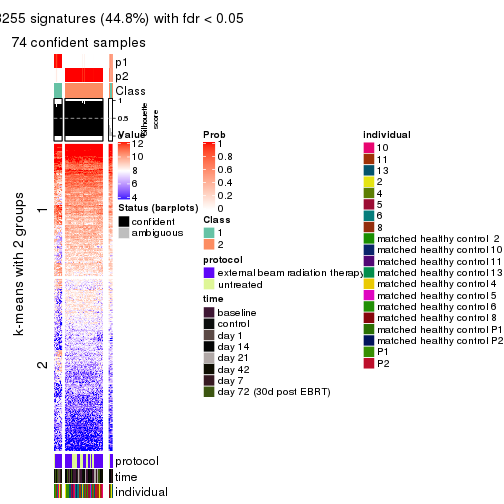 3255 signatures (44.8%) with fdr < 0.05
74 confident samples
p1
p2
Class
1
0.5
0
Silhouette
score
k-means with 2 groups
1
2
protocol
time
individual
Value
12
10
8
6
4
Status (barplots)
confident
ambiguous
Prob
1
0.8
0.6
0.4
0.2
0
Class
1
2
protocol
external beam radiation therapy
untreated
time
baseline
control
day 1
day 14
day 21
day 42
day 7
day 72 (30d post EBRT)
individual
10
11
13
2
4
5
6
8
matched healthy control 2
matched healthy control 10
matched healthy control 11
matched healthy control 13
matched healthy control 4
matched healthy control 5
matched healthy control 6
matched healthy control 8
matched healthy control P1
matched healthy control P2
P1
P2